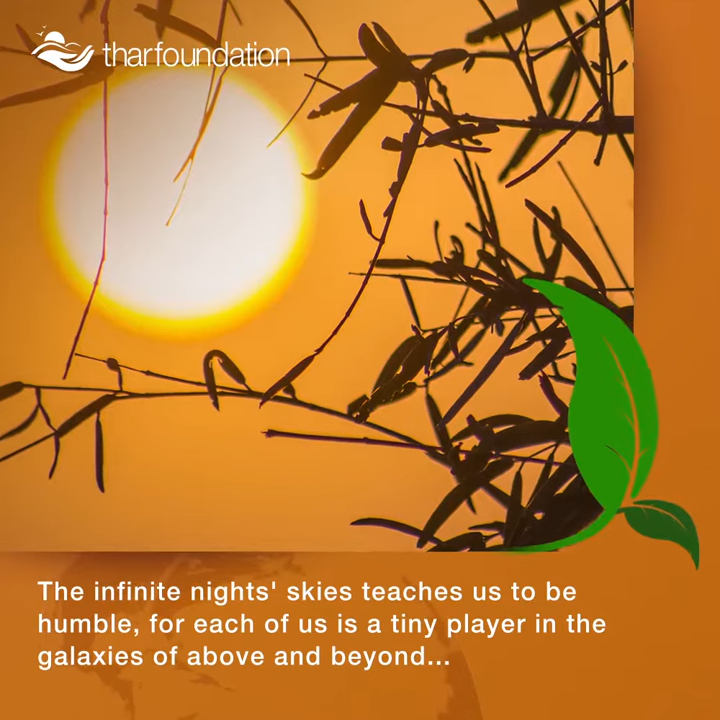 tharfoundation
The infinite nights' skies teaches us to be
humble, for each of us is a tiny player in the
galaxies of above and beyond...